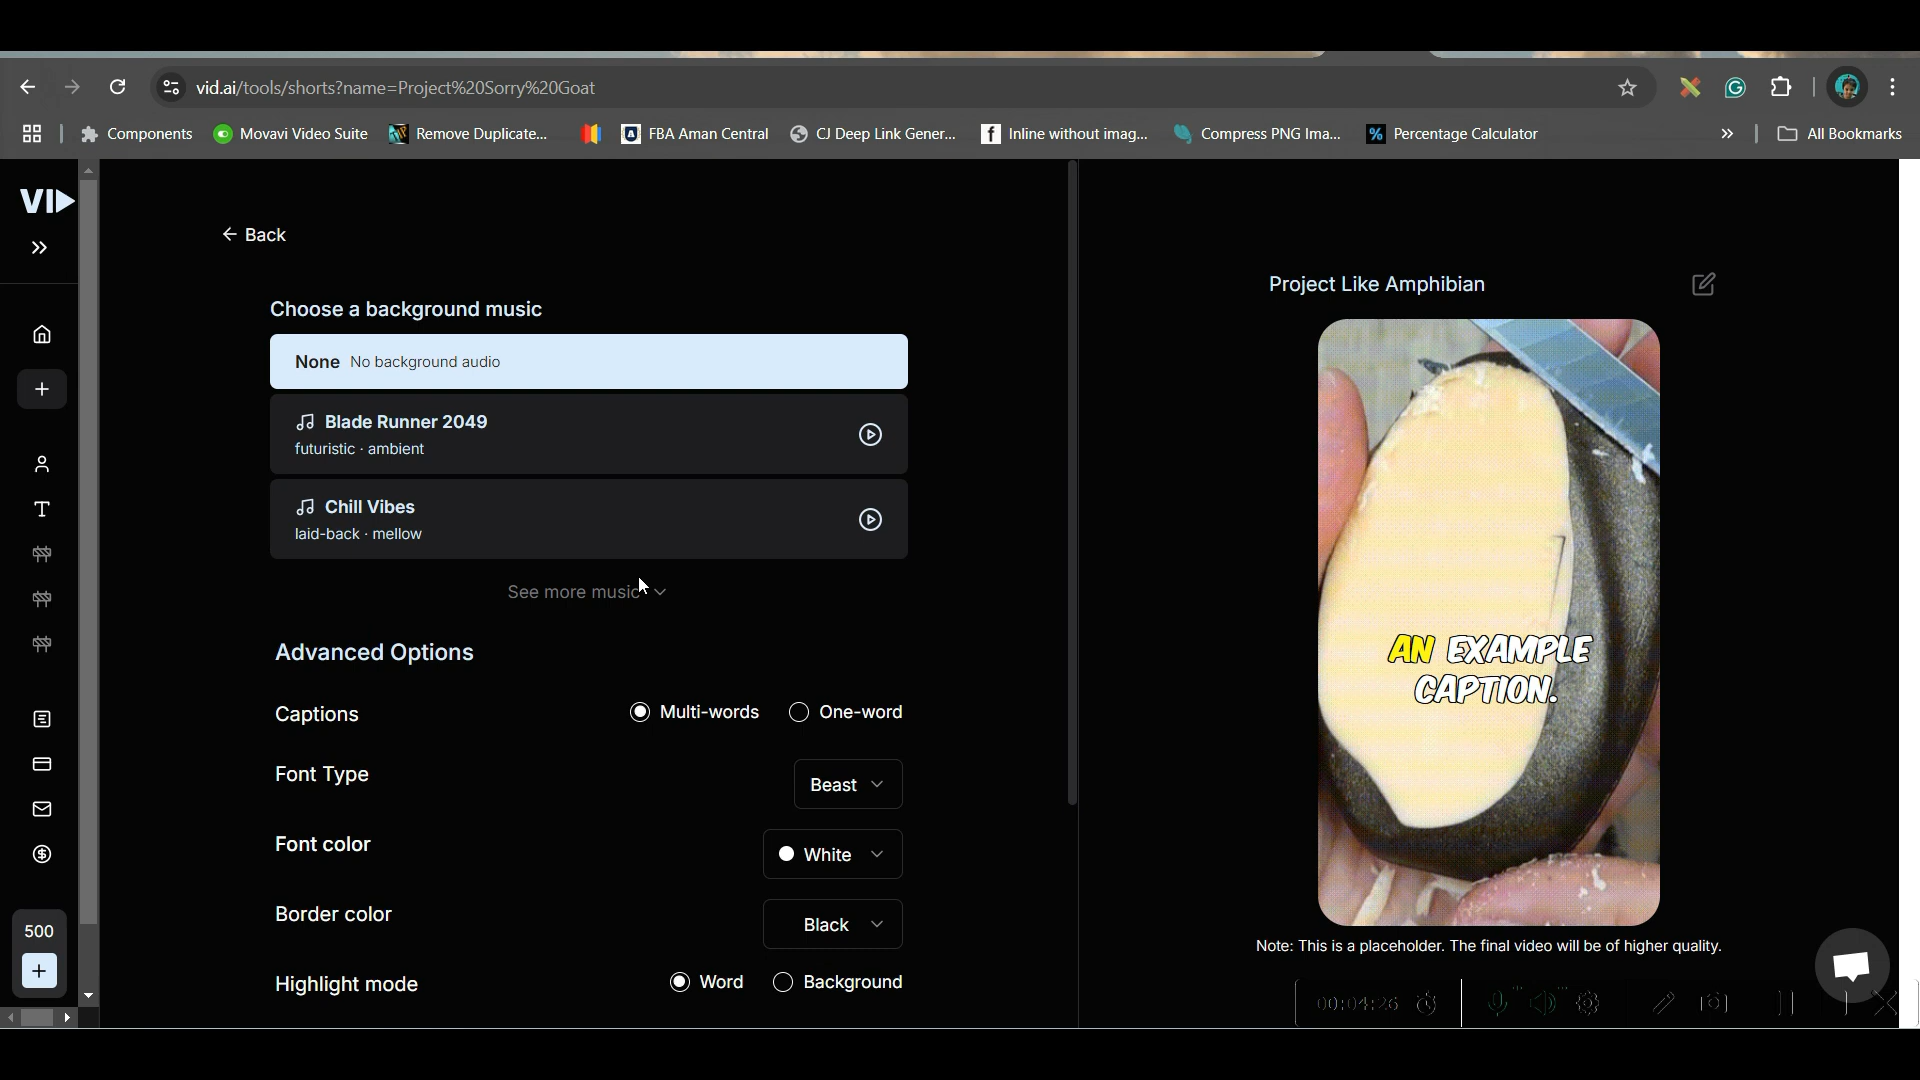 vid.ai/tools/shorts?name=Project%20Sorry%20Goat
Components
Movavi Video Suite
Remove Duplicate...
FBA Aman Central
CJ Deep Link Gener...
Inline without imag...
Compress PNG Ima...
Percentage Calculator
All Bookmarks
VID
Back
Choose a background music
None No background audio
Blade Runner 2049
futuristic · ambient
Chill Vibes
laid-back · mellow
See more music
Advanced Options
Captions
Multi-words
One-word
Font Type
Beast
Font color
White
Border color
Black
Highlight mode
Word
Background
500
Project Like Amphibian
AN EXAMPLE
CAPTION.
Note: This is a placeholder. The final video will be of higher quality.
00:04:26